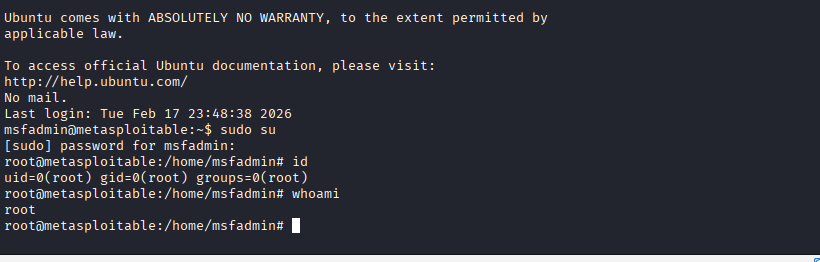 Ubuntu comes with ABSOLUTELY NO WARRANTY, to the extent permitted by
applicable law.
To access official Ubuntu documentation, please visit:
http://help.ubuntu.com/
No mail.
Last login: Tue Feb 17 23:48:38 2026
msfadmin@metasploitable:~$ sudo su
[sudo] password for msfadmin:
root@metasploitable:/home/msfadmin# id
uid=0(root) gid=0(root) groups=0(root)
root@metasploitable:/home/msfadmin# whoami
root
root@metasploitable:/home/msfadmin#